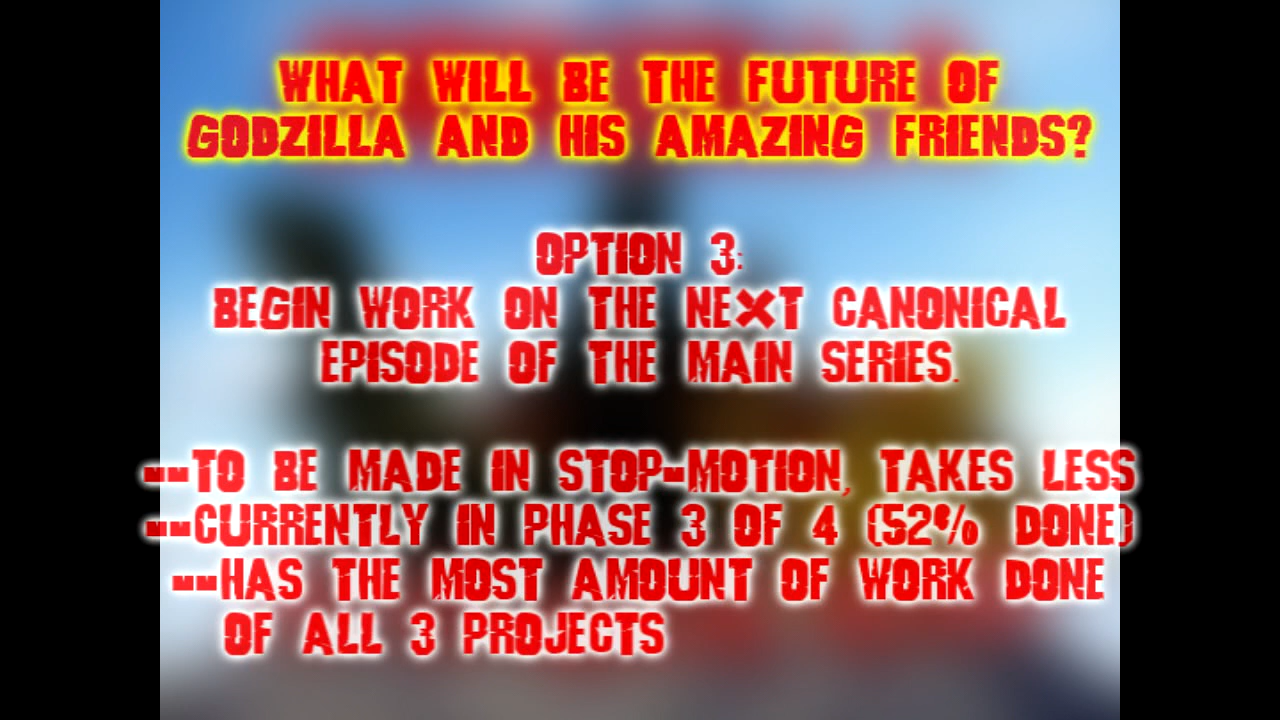 WHAT WILL BE THE FUTURE OF
GODZILLA AND HIS AMAZING FRIENDS?
OPTION 3:
BEGIN WORK ON THE NEXT CANONICAL
EPISODE OF THE MAIN SERIES.
--TO BE MADE IN STOP-MOTION, TAKES LESS
--CURRENTLY IN PHASE 3 OF 4 (52% DONE)
--HAS THE MOST AMOUNT OF WORK DONE
OF ALL 3 PROJECTS